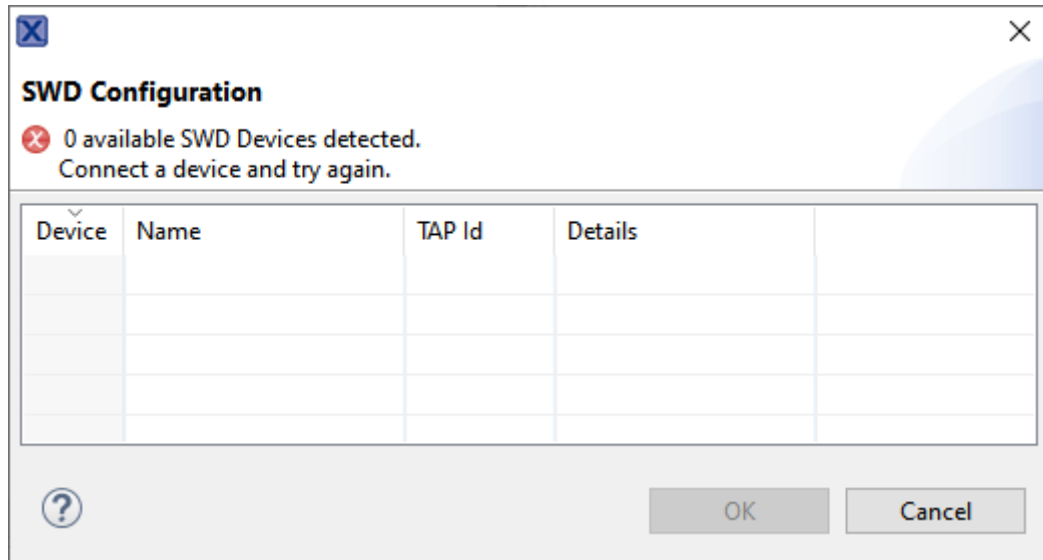 SWD Configuration
0 available SWD Devices detected.
Connect a device and try again.
Device Name TAP Id Details
OK Cancel